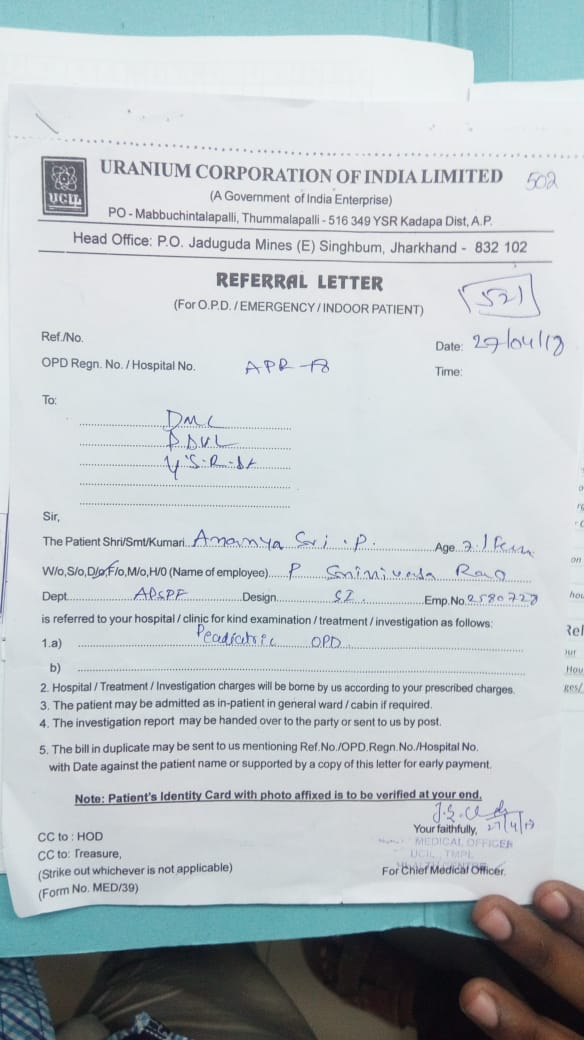 URANIUM CORPORATION OF INDIA LIMITED 502
UCIL
(A Government of India Enterprise)
PO - Mabbuchintalapalli, Thummalapalli - 516 349 YSR Kadapa Dist, A.P.
Head Office: P.O. Jaduguda Mines (E) Singhbum, Jharkhand - 832 102
REFERRAL LETTER
(For O.P.D. / EMERGENCY / INDOOR PATIENT)
521
Ref./No.
Date: 27/04/18
OPD Regn. No. / Hospital No. APR-18
Time:
To:
DMC
Y.S.R.
Sir,
The Patient Shri/Smt/Kumari Ananya Sri .P. Age 7./Fem
W/o,S/o,D/o,F/o,M/o,H/0 (Name of employee) P Srinivasa Rao
Dept. APSPF Design. SI. Emp.No. 2580728
is referred to your hospital / clinic for kind examination / treatment / investigation as follows:
1.a) Peadiatric OPD
b)
2. Hospital / Treatment / Investigation charges will be borne by us according to your prescribed charges.
3. The patient may be admitted as in-patient in general ward / cabin if required.
4. The investigation report may be handed over to the party or sent to us by post.
5. The bill in duplicate may be sent to us mentioning Ref.No./OPD.Regn.No./Hospital No.
with Date against the patient name or supported by a copy of this letter for early payment.
Note: Patient's Identity Card with photo affixed is to be verified at your end.
CC to : HOD
Your faithfully,
MEDICAL OFFICER
CC to: Treasure,
UCIL, TMPL
(Strike out whichever is not applicable)
For Chief Medical Officer.
(Form No. MED/39)